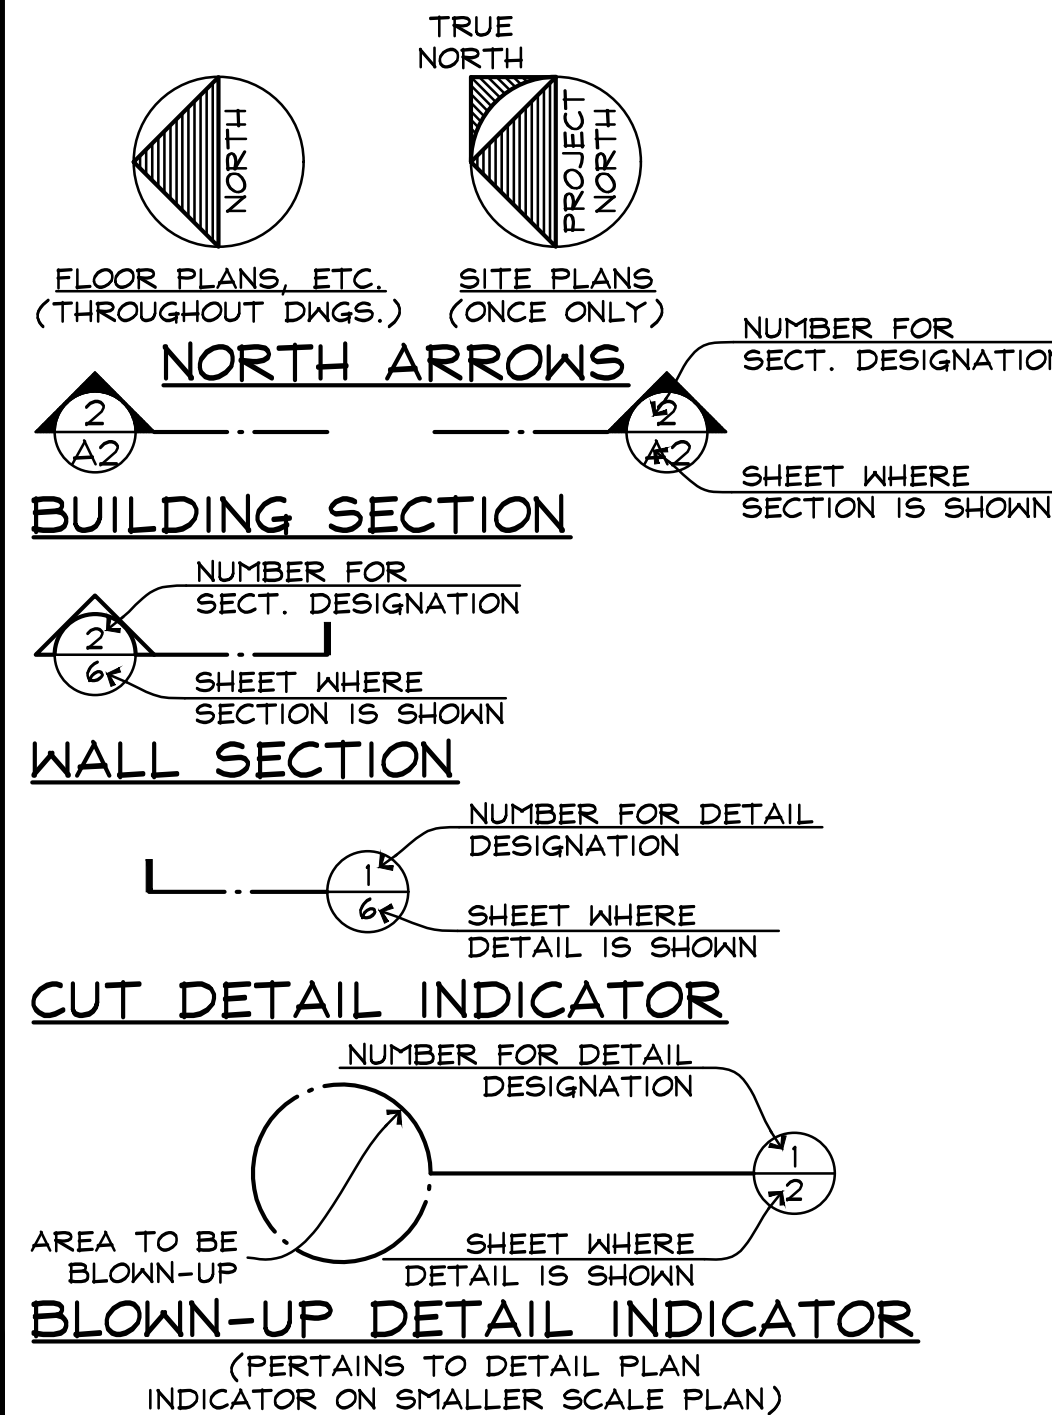 TRUE
NORTH
NORTH
PROJECT
NORTH
FLOOR PLANS, ETC.
(THROUGHOUT DWGS.)
SITE PLANS
(ONCE ONLY)
NORTH ARROWS
NUMBER FOR
SECT. DESIGNATION
2
A2
2
A2
SHEET WHERE
SECTION IS SHOWN
BUILDING SECTION
NUMBER FOR
SECT. DESIGNATION
2
6
SHEET WHERE
SECTION IS SHOWN
WALL SECTION
NUMBER FOR DETAIL
DESIGNATION
1
6
SHEET WHERE
DETAIL IS SHOWN
CUT DETAIL INDICATOR
NUMBER FOR DETAIL
DESIGNATION
1
2
AREA TO BE
BLOWN-UP
SHEET WHERE
DETAIL IS SHOWN
BLOWN-UP DETAIL INDICATOR
(PERTAINS TO DETAIL PLAN
INDICATOR ON SMALLER SCALE PLAN)